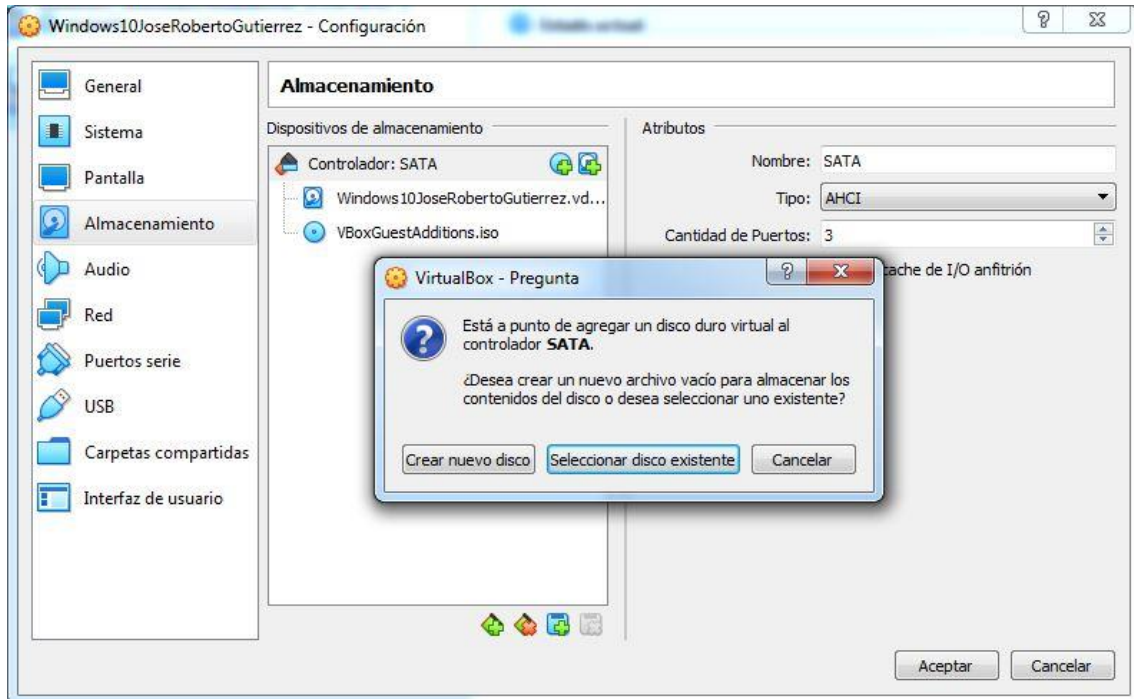 Windows10JoseRobertoGutierrez - Configuración
General
Sistema
Pantalla
Almacenamiento
Audio
Red
Puertos serie
USB
Carpetas compartidas
Interfaz de usuario
Almacenamiento
Dispositivos de almacenamiento
Controlador: SATA
Windows10JoseRobertoGutierrez.vd...
VBoxGuestAdditions.iso
Atributos
Nombre: SATA
Tipo: AHCI
Cantidad de Puertos: 3
cache de I/O anfitrión
VirtualBox - Pregunta
Está a punto de agregar un disco duro virtual al
controlador SATA.
¿Desea crear un nuevo archivo vacío para almacenar los
contenidos del disco o desea seleccionar uno existente?
Crear nuevo disco Seleccionar disco existente Cancelar
Aceptar Cancelar